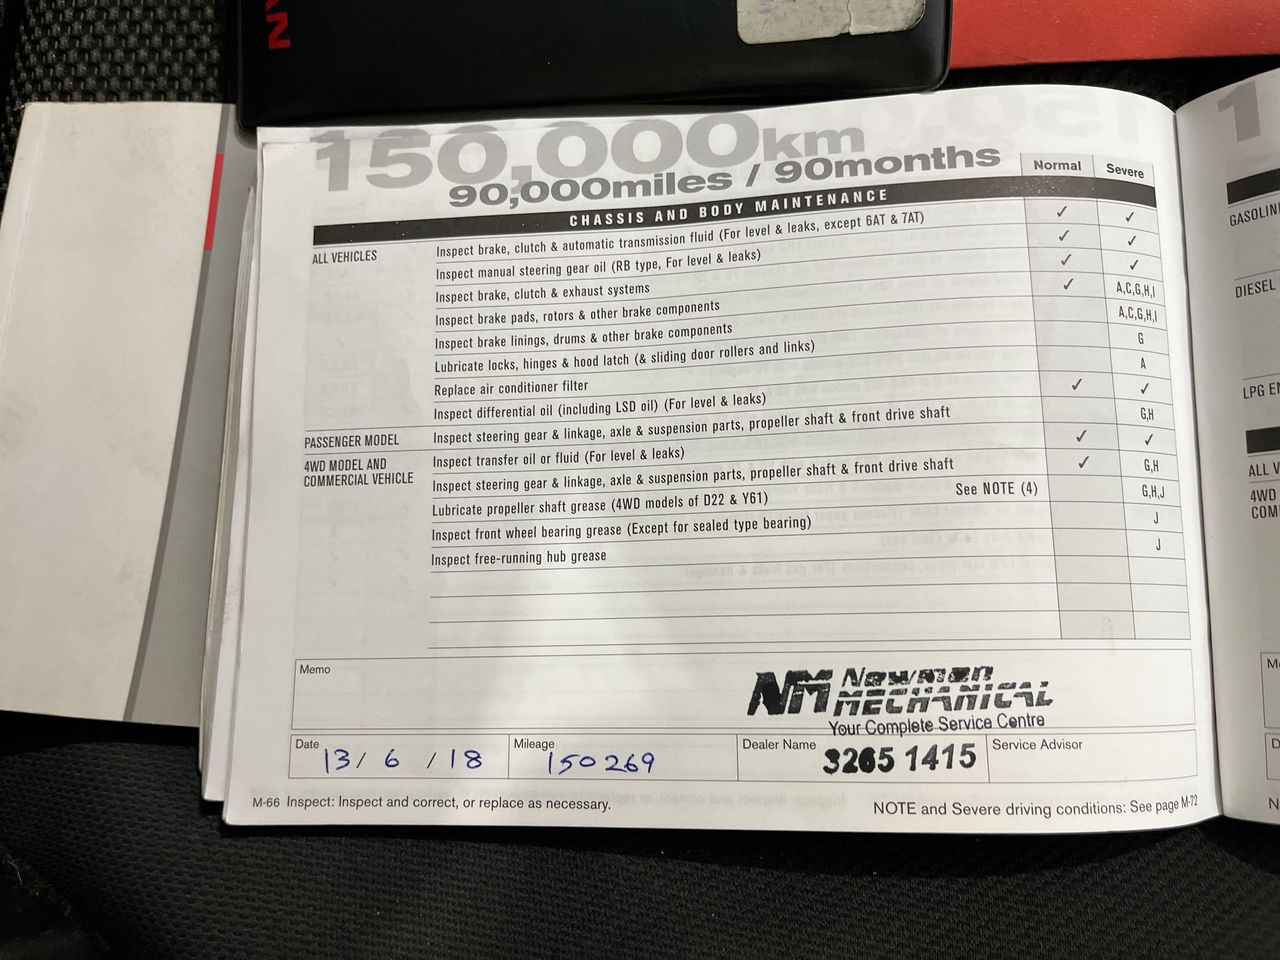 150,000km
90,000miles / 90months
Normal Severe
CHASSIS AND BODY MAINTENANCE
ALL VEHICLES
Inspect brake, clutch & automatic transmission fluid (For level & leaks, except 6AT & 7AT) ✓ ✓
Inspect manual steering gear oil (RB type, For level & leaks) ✓ ✓
Inspect brake, clutch & exhaust systems ✓ ✓
Inspect brake pads, rotors & other brake components ✓ A,C,G,H,I
Inspect brake linings, drums & other brake components A,C,G,H,I
Lubricate locks, hinges & hood latch (& sliding door rollers and links) G
Replace air conditioner filter A
Inspect differential oil (including LSD oil) (For level & leaks) ✓ ✓
PASSENGER MODEL
Inspect steering gear & linkage, axle & suspension parts, propeller shaft & front drive shaft G,H
4WD MODEL AND
COMMERCIAL VEHICLE
Inspect transfer oil or fluid (For level & leaks) ✓ ✓
Inspect steering gear & linkage, axle & suspension parts, propeller shaft & front drive shaft ✓ G,H
Lubricate propeller shaft grease (4WD models of D22 & Y61) See NOTE (4) G,H,J
Inspect front wheel bearing grease (Except for sealed type bearing) J
Inspect free-running hub grease J
Memo
NM Newman
MECHANICAL
Your Complete Service Centre
Date 13/ 6 / 18
Mileage 150269
Dealer Name 3265 1415
Service Advisor
M-66 Inspect: Inspect and correct, or replace as necessary.
NOTE and Severe driving conditions: See page M-72
1
GASOLIN
DIESEL
LPG EN
ALL V
4WD
COM